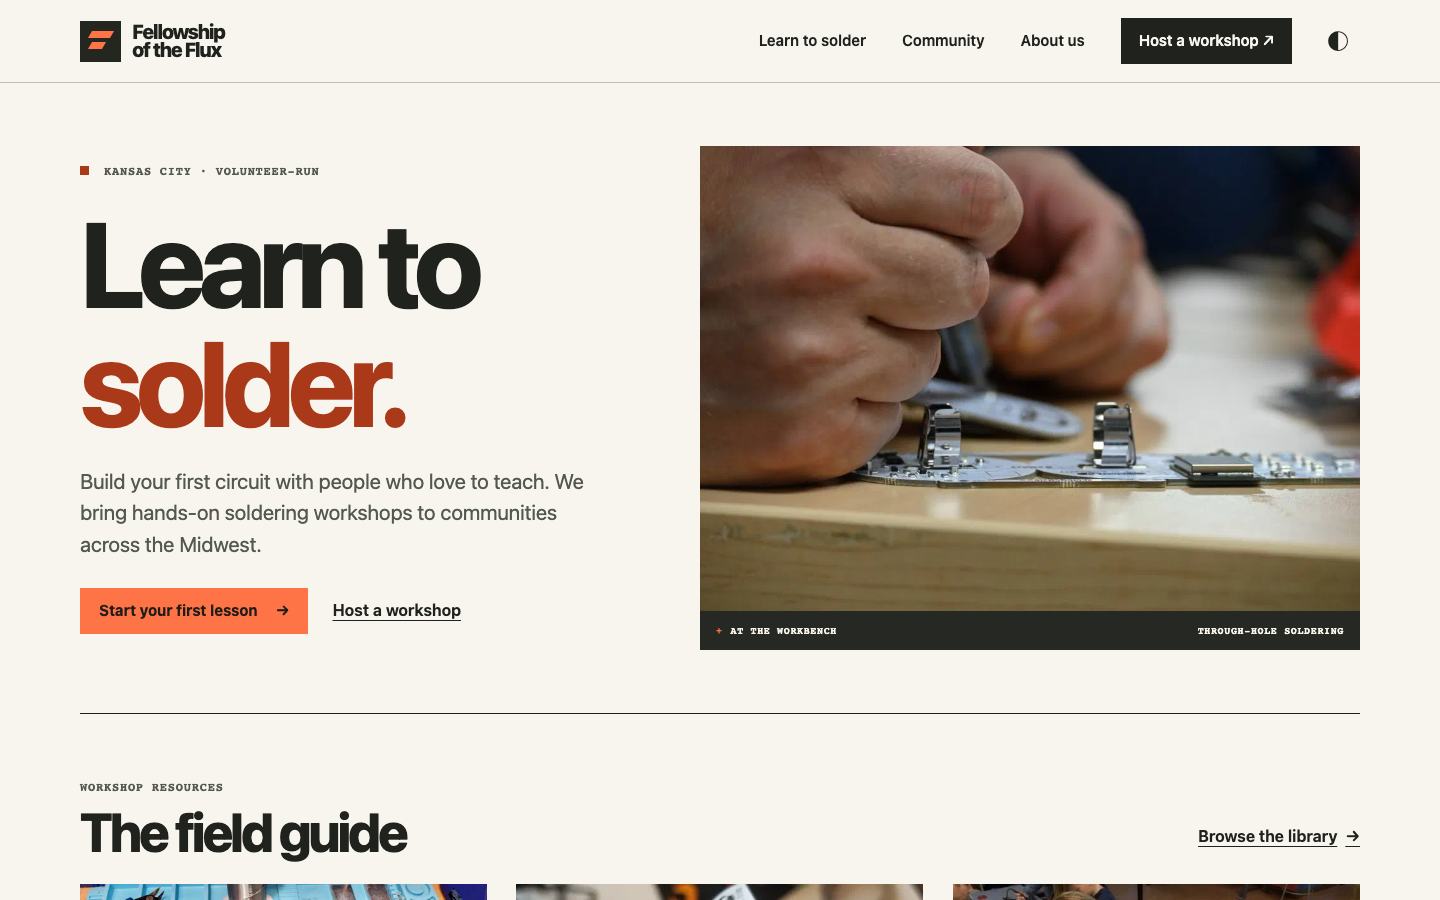 Fellowship
of the Flux
Learn to solder
Community
About us
Host a workshop ↗
KANSAS CITY · VOLUNTEER-RUN
Learn to
solder.
Build your first circuit with people who love to teach. We
bring hands-on soldering workshops to communities
across the Midwest.
Start your first lesson →
Host a workshop
+ AT THE WORKBENCH
THROUGH-HOLE SOLDERING
WORKSHOP RESOURCES
The field guide
Browse the library →